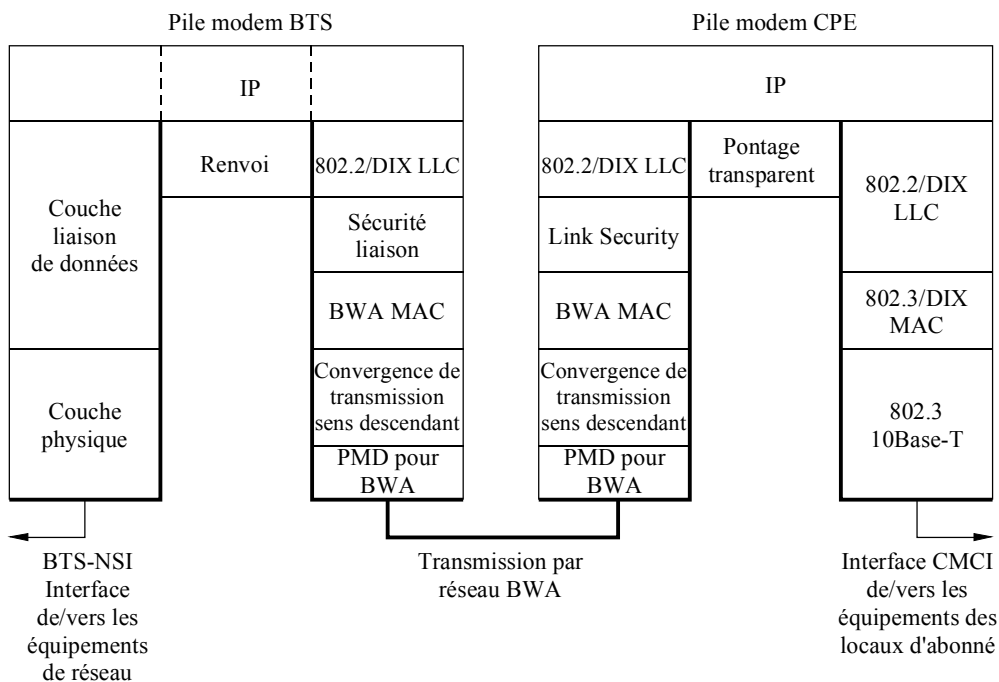 Pile modem BTS
Pile modem CPE
IP
IP
Couche
liaison
de données
Renvoi
802.2/DIX LLC
Sécurité
liaison
BWA MAC
Couche
physique
Convergence de
transmission
sens descendant
PMD pour
BWA
802.2/DIX LLC
Pontage
transparent
802.2/DIX
LLC
Link Security
BWA MAC
802.3/DIX
MAC
Convergence de
transmission
sens descendant
802.3
10Base-T
PMD pour
BWA
BTS-NSI
Interface
de/vers les
équipements
de réseau
Transmission par
réseau BWA
Interface CMCI
de/vers les
équipements des
locaux d'abonné